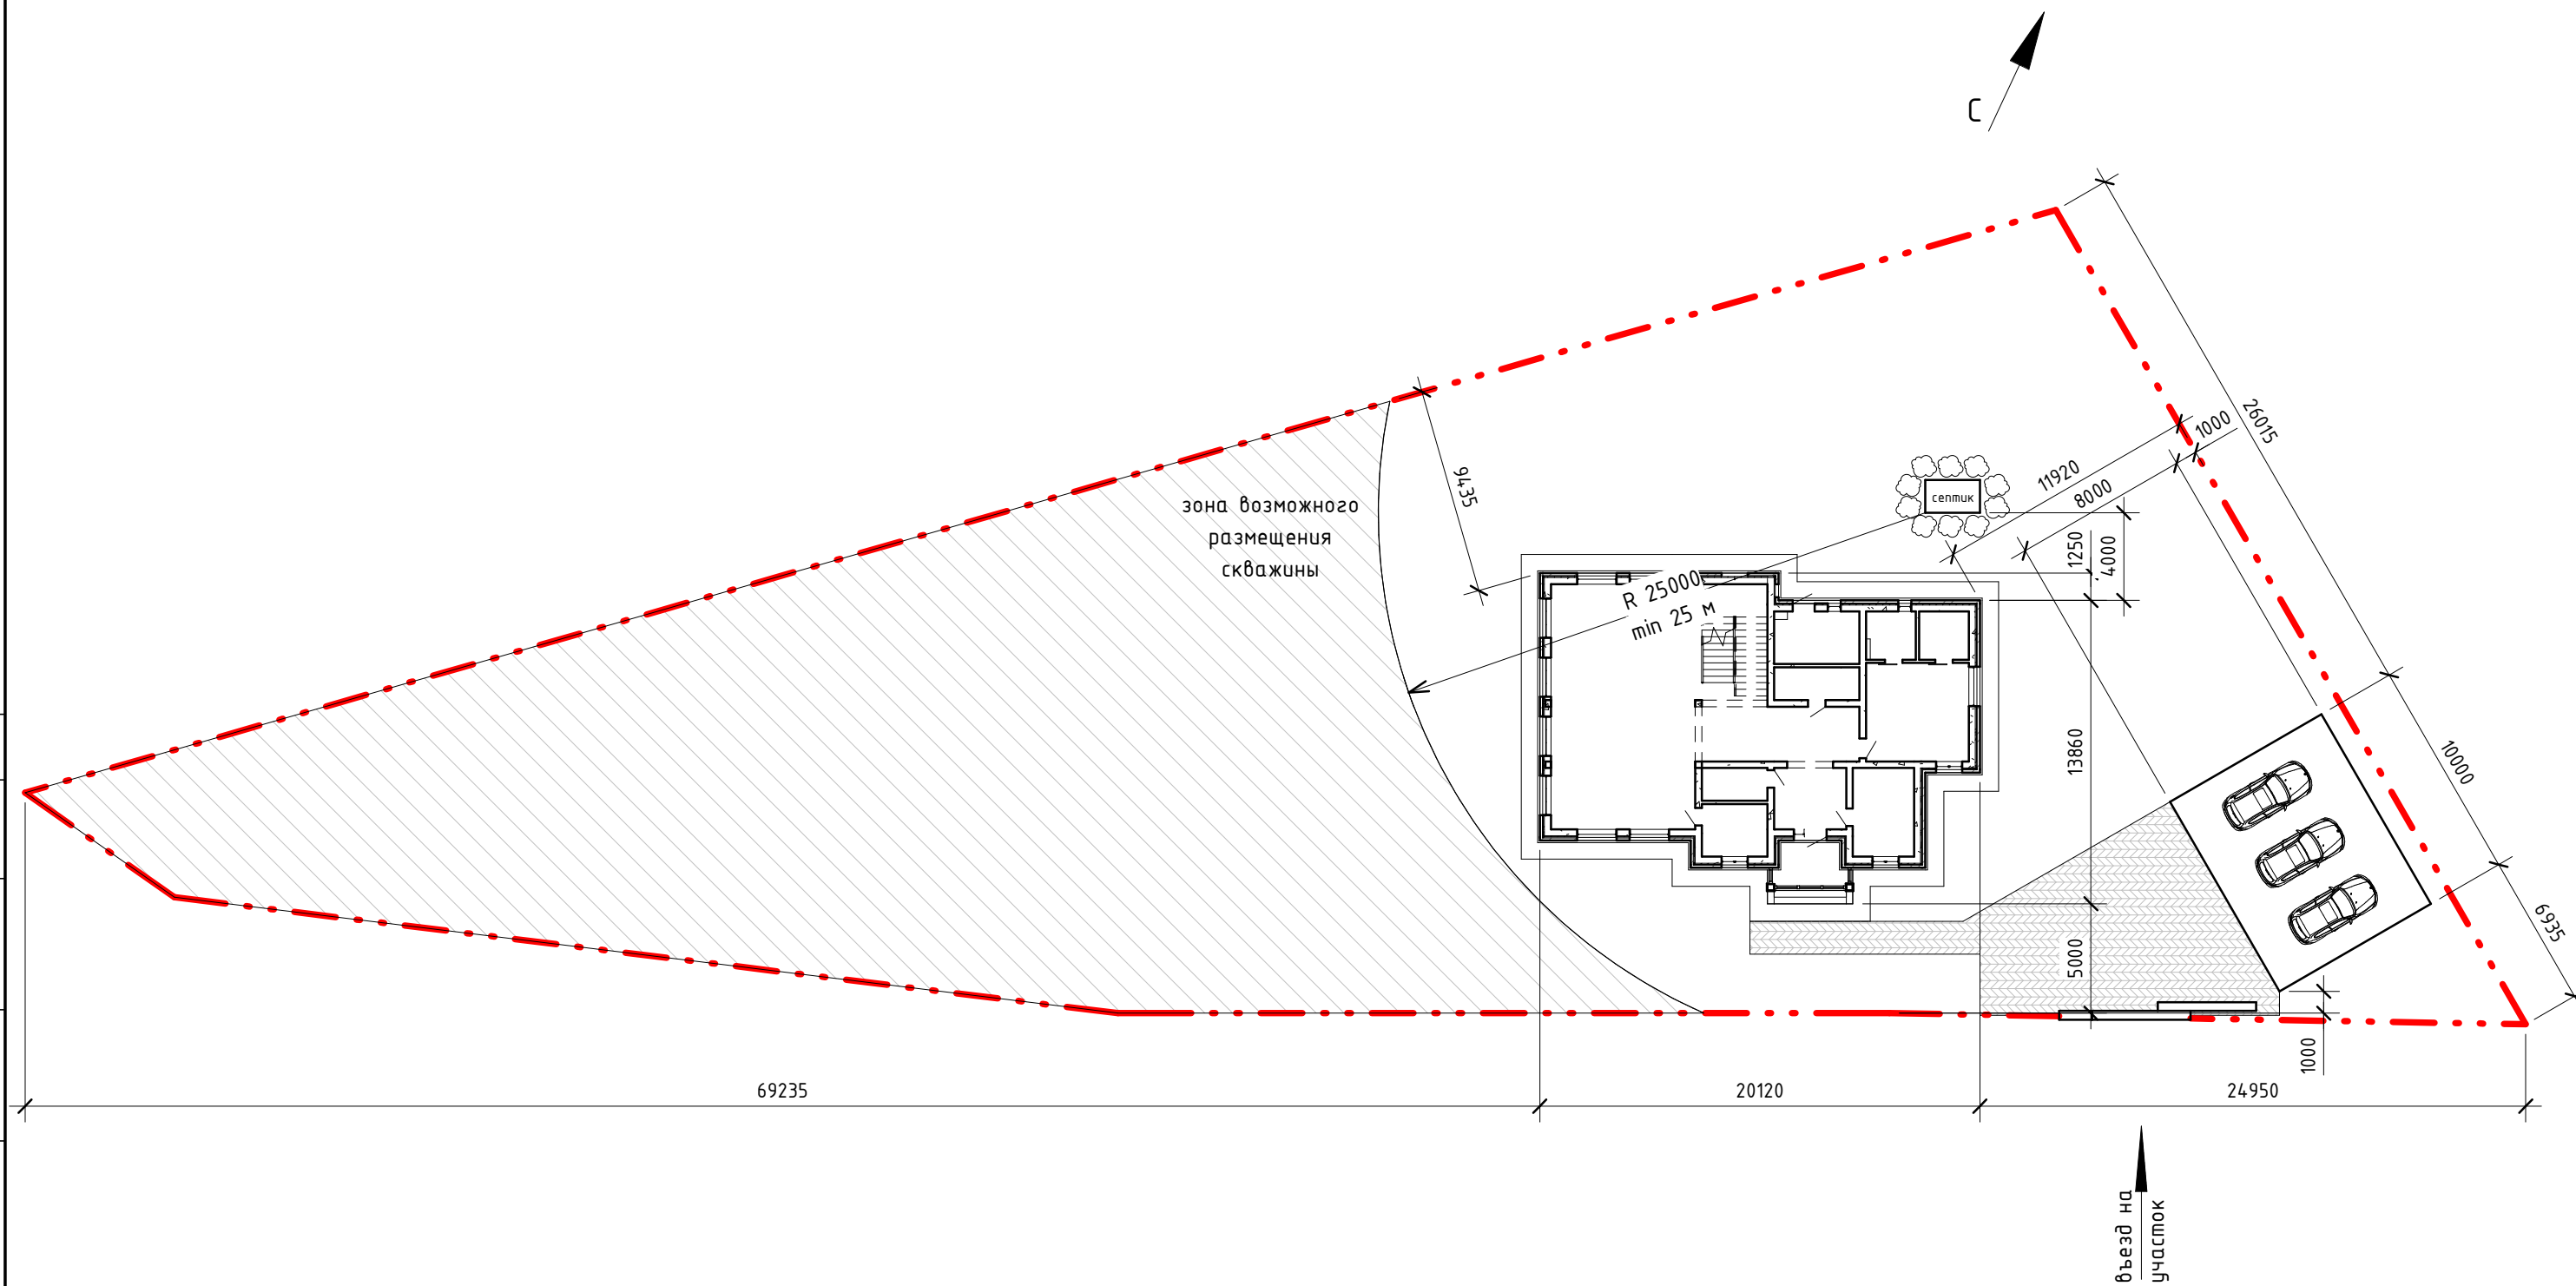 С
26015
1000
11920
8000
9435
септик
зона возможного
размещения
скважины
1250
4000
R 25000
min 25 м
13860
10000
6935
5000
1000
69235
20120
24950
въезд на
участок